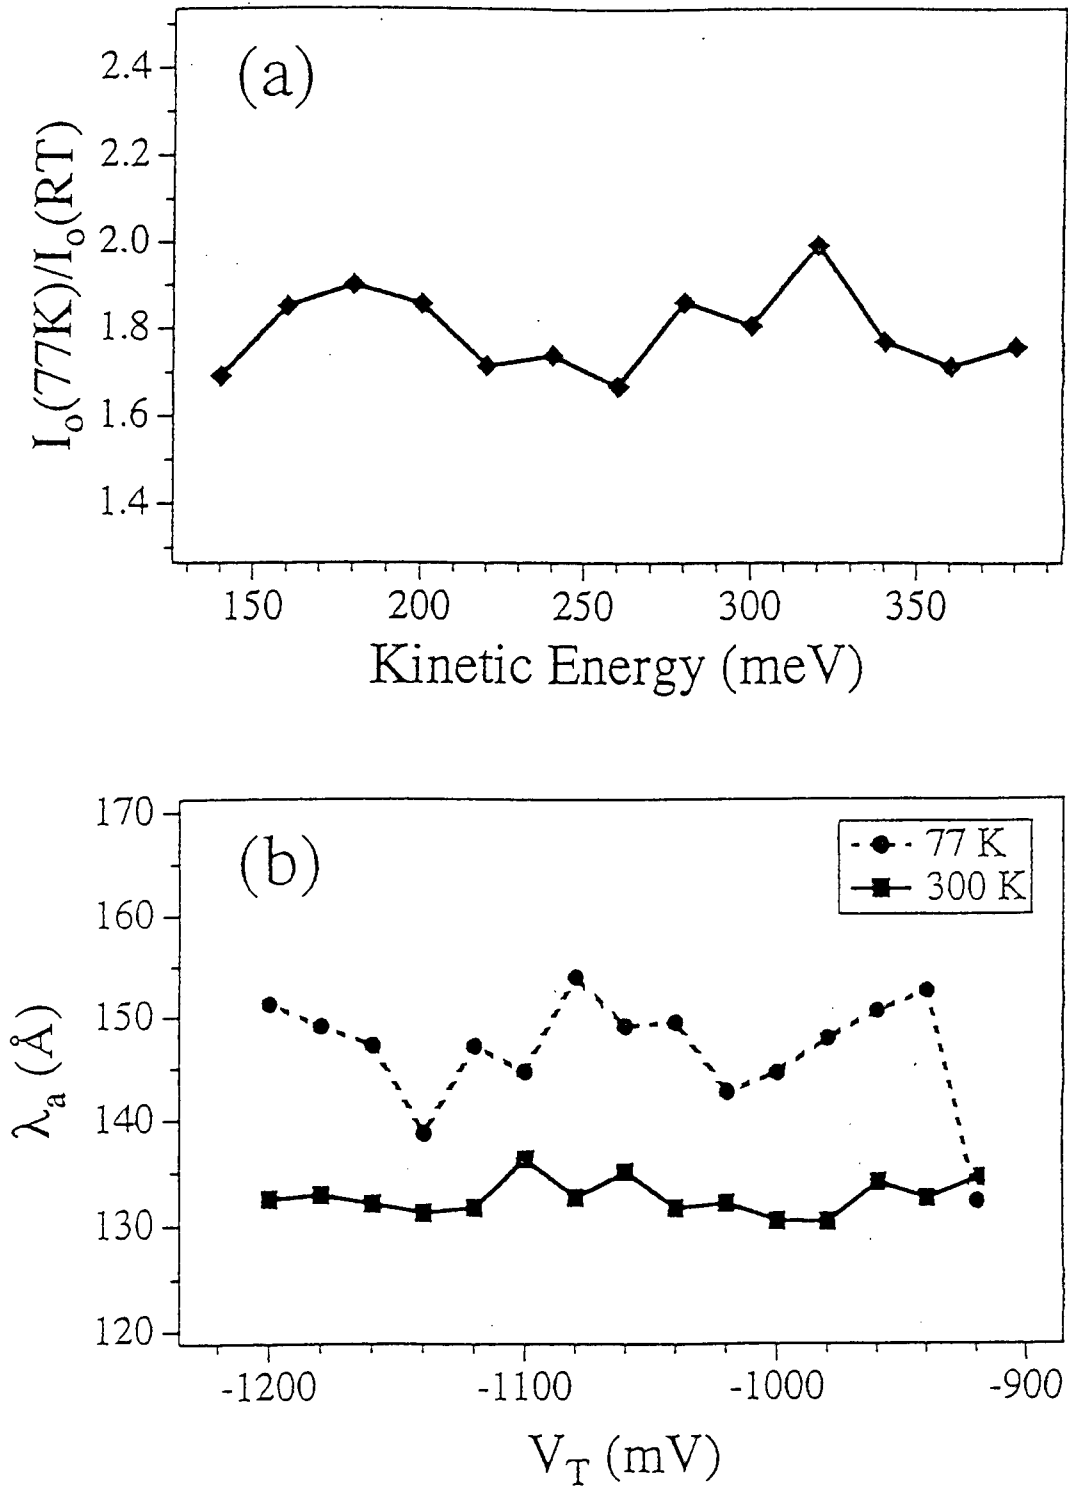 (a)
I₀(77K)/I₀(RT)
2.4
2.2
2.0
1.8
1.6
1.4
150 200 250 300 350
Kinetic Energy (meV)
(b)
77 K
300 K
λₐ (Å)
170
160
150
140
130
120
-1200 -1100 -1000 -900
V_T (mV)